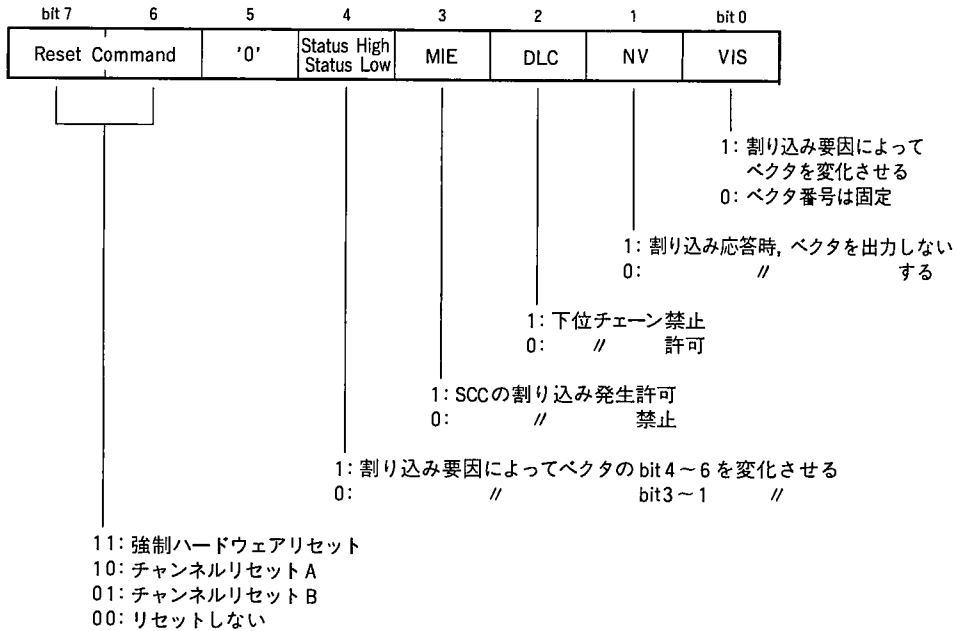 bit 7 6 5 4 3 2 1 bit 0
Reset Command '0' Status High Status Low MIE DLC NV VIS
1: 割り込み要因によって
ベクタを変化させる
0: ベクタ番号は固定
1: 割り込み応答時, ベクタを出力しない
0: 〃 する
1: 下位チェーン禁止
0: 〃 許可
1: SCCの割り込み発生許可
0: 〃 禁止
1: 割り込み要因によってベクタの bit 4～6 を変化させる
0: 〃 bit3～1 〃
11: 強制ハードウェアリセット
10: チャンネルリセット A
01: チャンネルリセット B
00: リセットしない